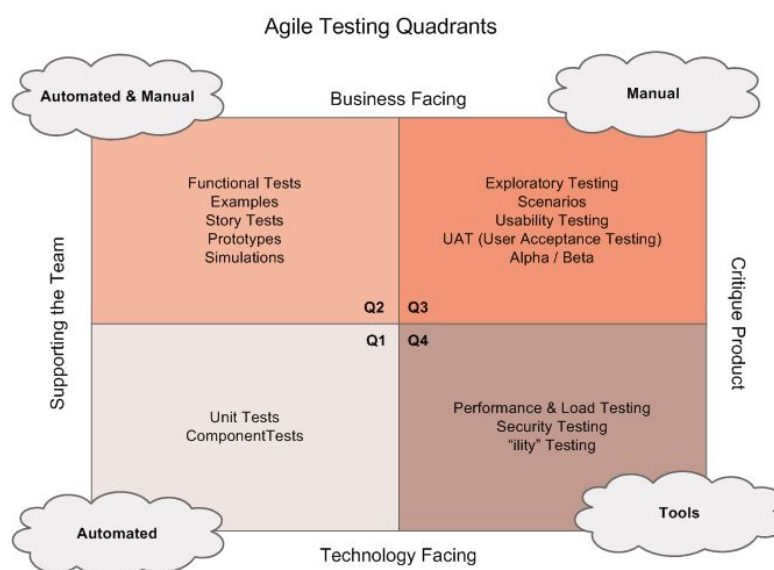 Agile Testing Quadrants
Automated & Manual
Business Facing
Manual
Functional Tests
Examples
Story Tests
Prototypes
Simulations
Exploratory Testing
Scenarios
Usability Testing
UAT (User Acceptance Testing)
Alpha / Beta
Supporting the Team
Critique Product
Q2
Q3
Q1
Q4
Unit Tests
ComponentTests
Performance & Load Testing
Security Testing
“ility” Testing
Automated
Technology Facing
Tools